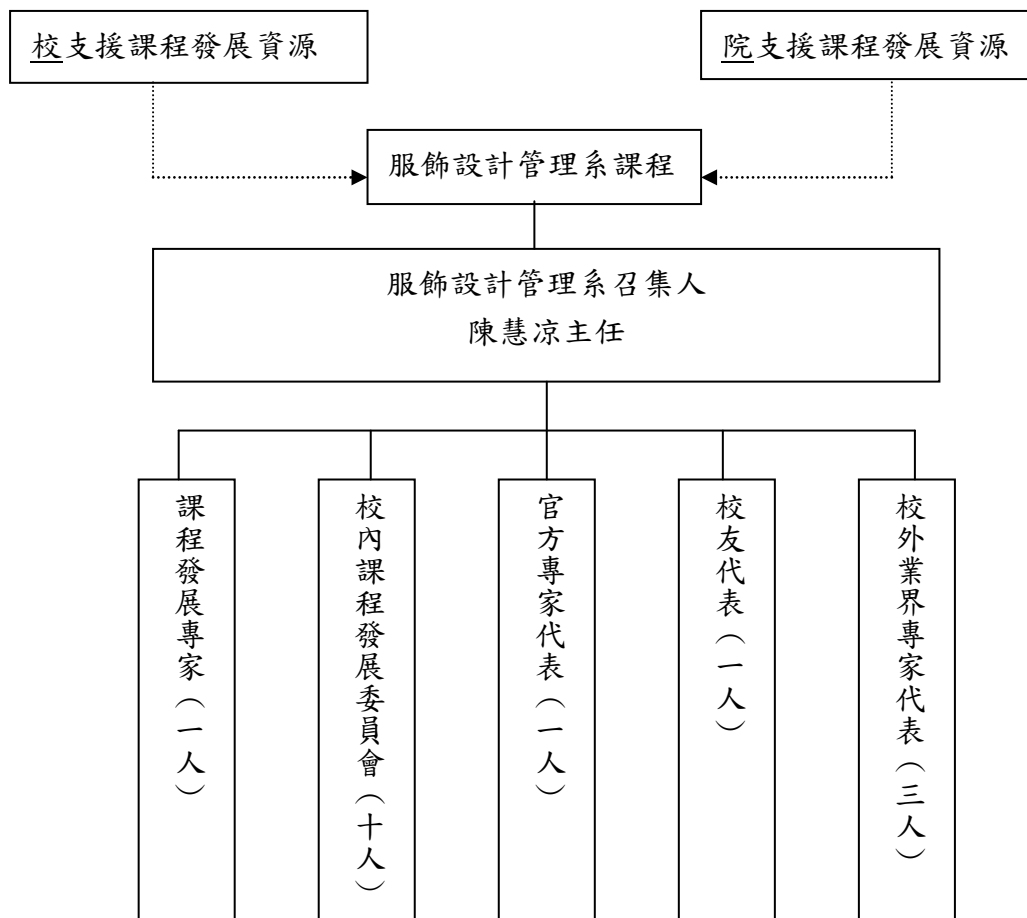 校支援課程發展資源
院支援課程發展資源
服飾設計管理系課程
服飾設計管理系召集人
陳慧凉主任
課程發展專家（一人）
校內課程發展委員會（十人）
官方專家代表（一人）
校友代表（一人）
校外業界專家代表（三人）